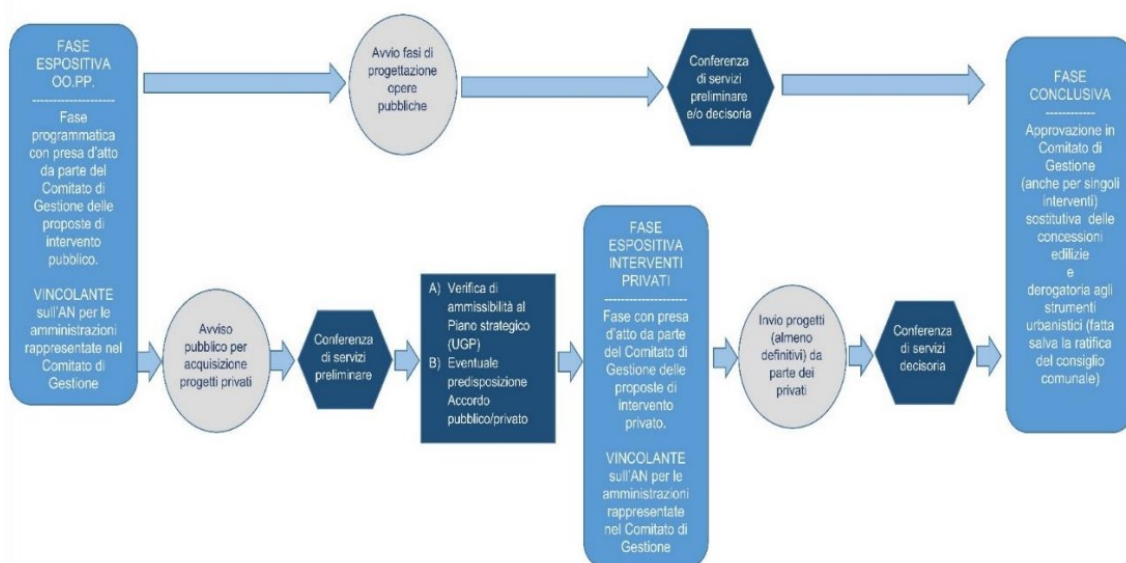 FASE
ESPOSITIVA
OO.PP.
--------------------
Fase
programmatica
con presa d'atto
da parte del
Comitato di
Gestione delle
proposte di
intervento
pubblico.
VINCOLANTE
sull'AN per le
amministrazioni
rappresentate nel
Comitato di
Gestione
Avvio fasi di
progettazione
opere
pubbliche
Conferenza
di servizi
preliminare
e/o decisoria
Avviso
pubblico per
acquisizione
progetti privati
Conferenza
di servizi
preliminare
A) Verifica di
ammissibilità al
Piano strategico
(UGP)
B) Eventuale
predisposizione
Accordo
pubblico/privato
FASE
ESPOSITIVA
INTERVENTI
PRIVATI
--------------------
Fase con presa
d'atto da parte
del Comitato di
Gestione delle
proposte di
intervento
privato.
VINCOLANTE
sull'AN per le
amministrazioni
rappresentate
nel Comitato di
Gestione
Invio progetti
(almeno
definitivi) da
parte dei
privati
Conferenza
di servizi
decisoria
FASE
CONCLUSIVA
------------
Approvazione in
Comitato di
Gestione
(anche per singoli
interventi)
sostitutiva delle
concessioni
edilizie
e
derogatoria agli
strumenti
urbanistici (fatta
salva la ratifica
del consiglio
comunale)